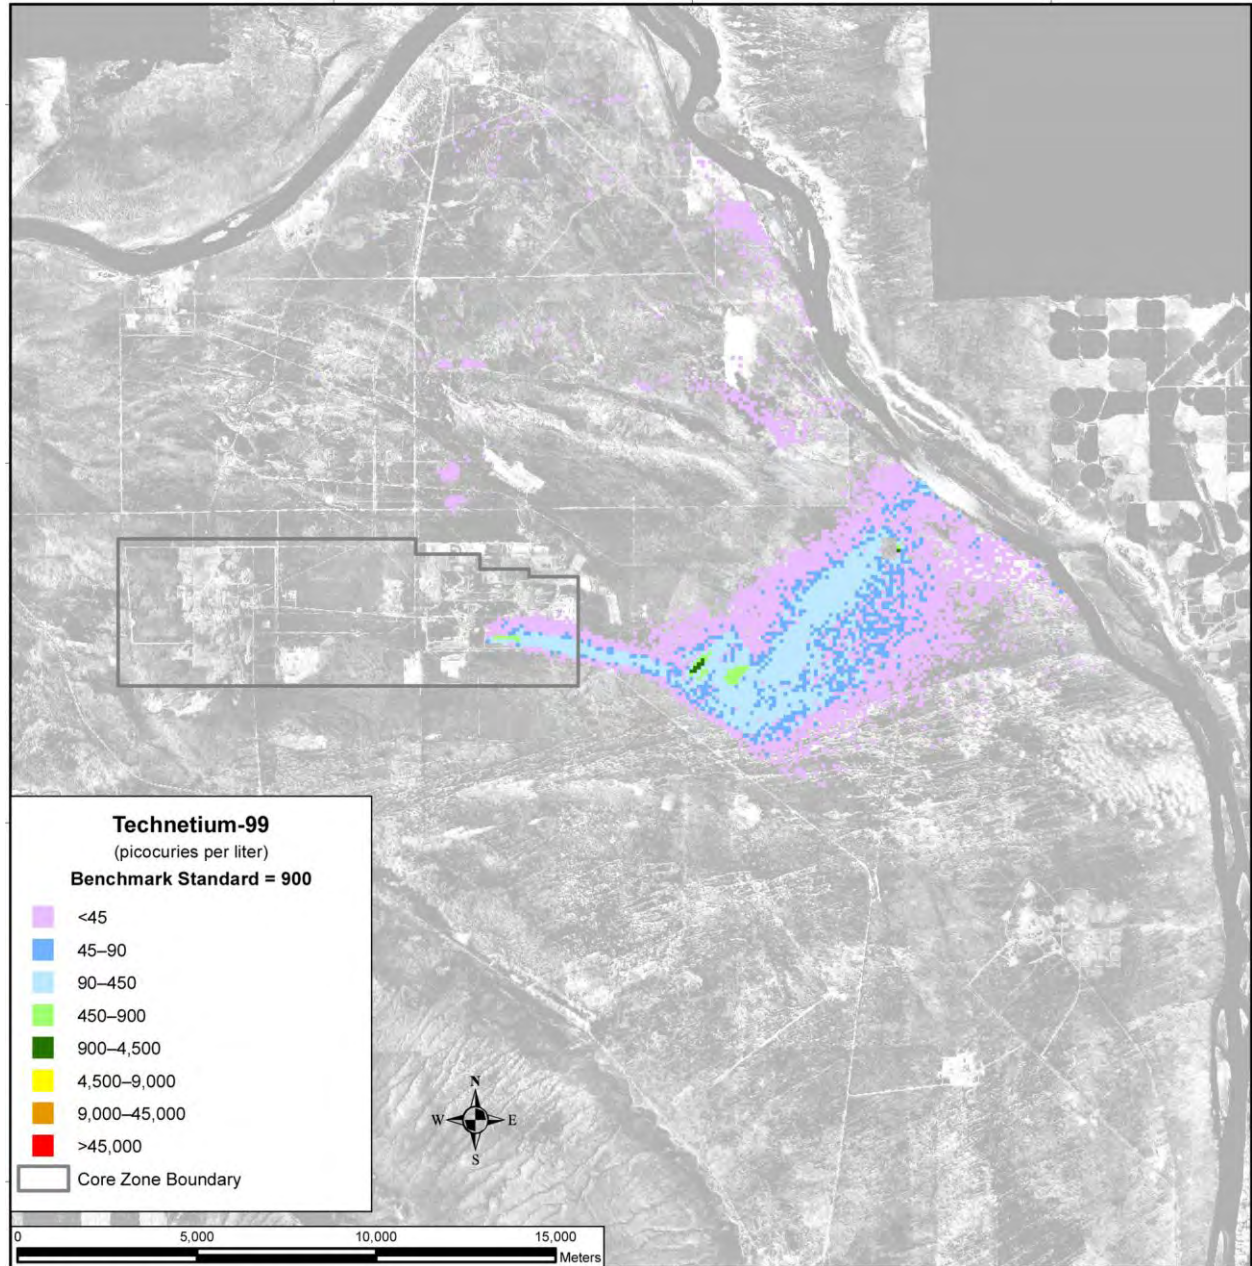 Technetium-99
(picocuries per liter)
Benchmark Standard = 900
<45
45–90
90–450
450–900
900–4,500
4,500–9,000
9,000–45,000
>45,000
Core Zone Boundary
N
W E
S
0 5,000 10,000 15,000
Meters